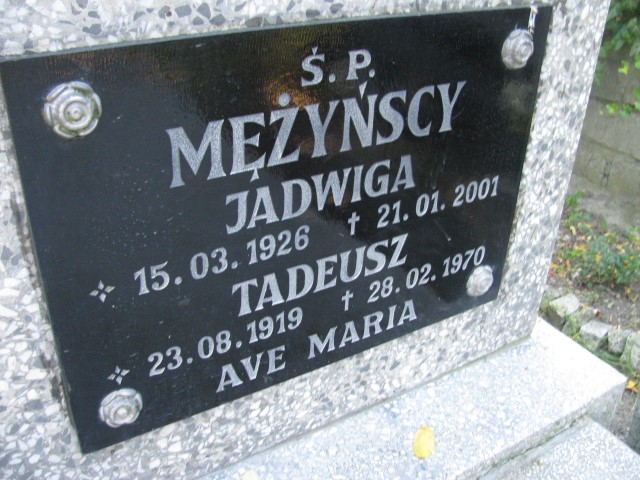 Ś.P.
MĘŻYŃSCY
JADWIGA
15.03.1926 † 21.01.2001
TADEUSZ
23.08.1919 † 28.02.1970
AVE MARIA